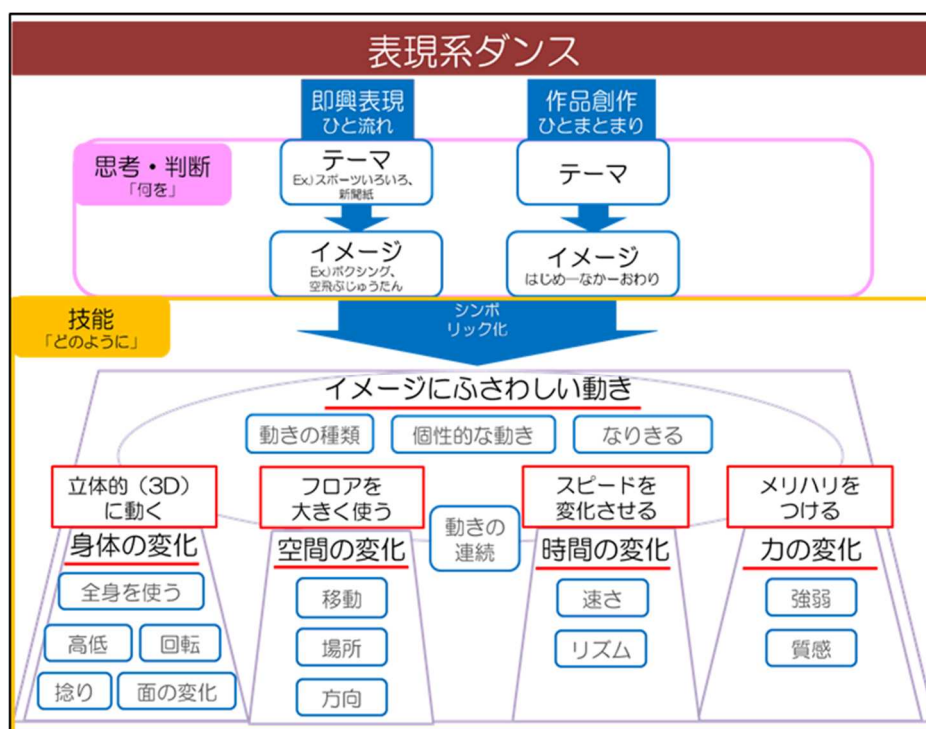 表現系ダンス
即興表現
ひと流れ
作品創作
ひとまとまり
思考・判断
「何を」
テーマ
Ex.)スポーツいろいろ、
新聞紙
テーマ
イメージ
Ex.)ボクシング、
空飛ぶじゅうたん
イメージ
はじめーなかーおわり
技能
「どのように」
シンボ
リック化
イメージにふさわしい動き
動きの種類
個性的な動き
なりきる
立体的（3D）
に動く
フロアを
大きく使う
スピードを
変化させる
メリハリを
つける
動きの
連続
身体の変化
空間の変化
時間の変化
力の変化
全身を使う
移動
速さ
強弱
高低
回転
場所
リズム
質感
捻り
面の変化
方向